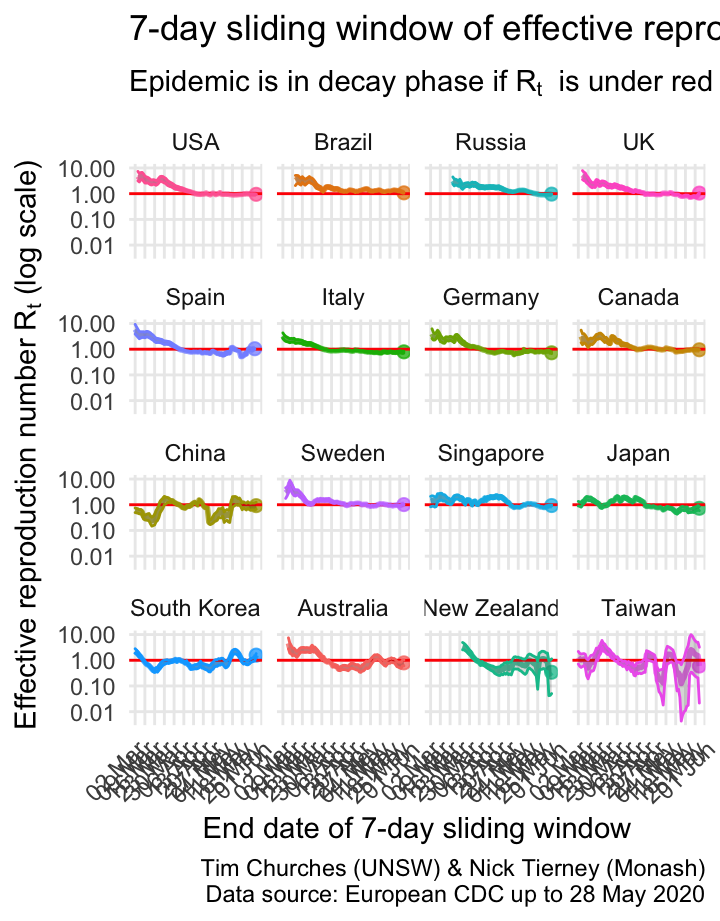 7-day sliding window of effective repro
Epidemic is in decay phase if Rt is under red
USA Brazil Russia UK
10.00
1.00
0.10
0.01
Spain Italy Germany Canada
10.00
1.00
0.10
0.01
China Sweden Singapore Japan
10.00
1.00
0.10
0.01
South Korea Australia New Zealand Taiwan
10.00
1.00
0.10
0.01
Effective reproduction number Rt (log scale)
End date of 7-day sliding window
Tim Churches (UNSW) & Nick Tierney (Monash)
Data source: European CDC up to 28 May 2020